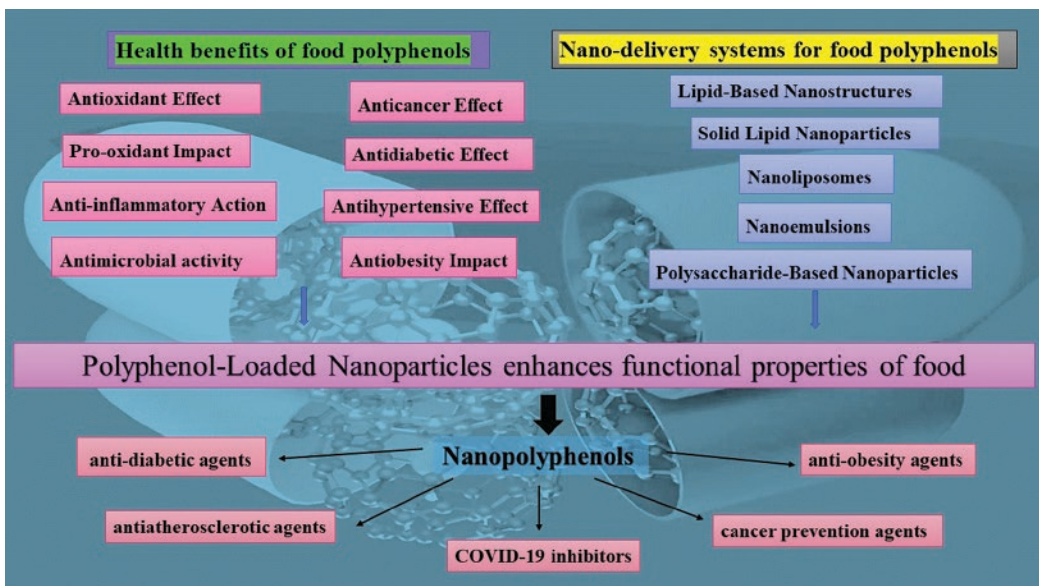 Health benefits of food polyphenols
Antioxidant Effect
Anticancer Effect
Pro-oxidant Impact
Antidiabetic Effect
Anti-inflammatory Action
Antihypertensive Effect
Antimicrobial activity
Antiobesity Impact
Nano-delivery systems for food polyphenols
Lipid-Based Nanostructures
Solid Lipid Nanoparticles
Nanoliposomes
Nanoemulsions
Polysaccharide-Based Nanoparticles
Polyphenol-Loaded Nanoparticles enhances functional properties of food
Nanopolyphenols
anti-diabetic agents
anti-obesity agents
antiatherosclerotic agents
cancer prevention agents
COVID-19 inhibitors